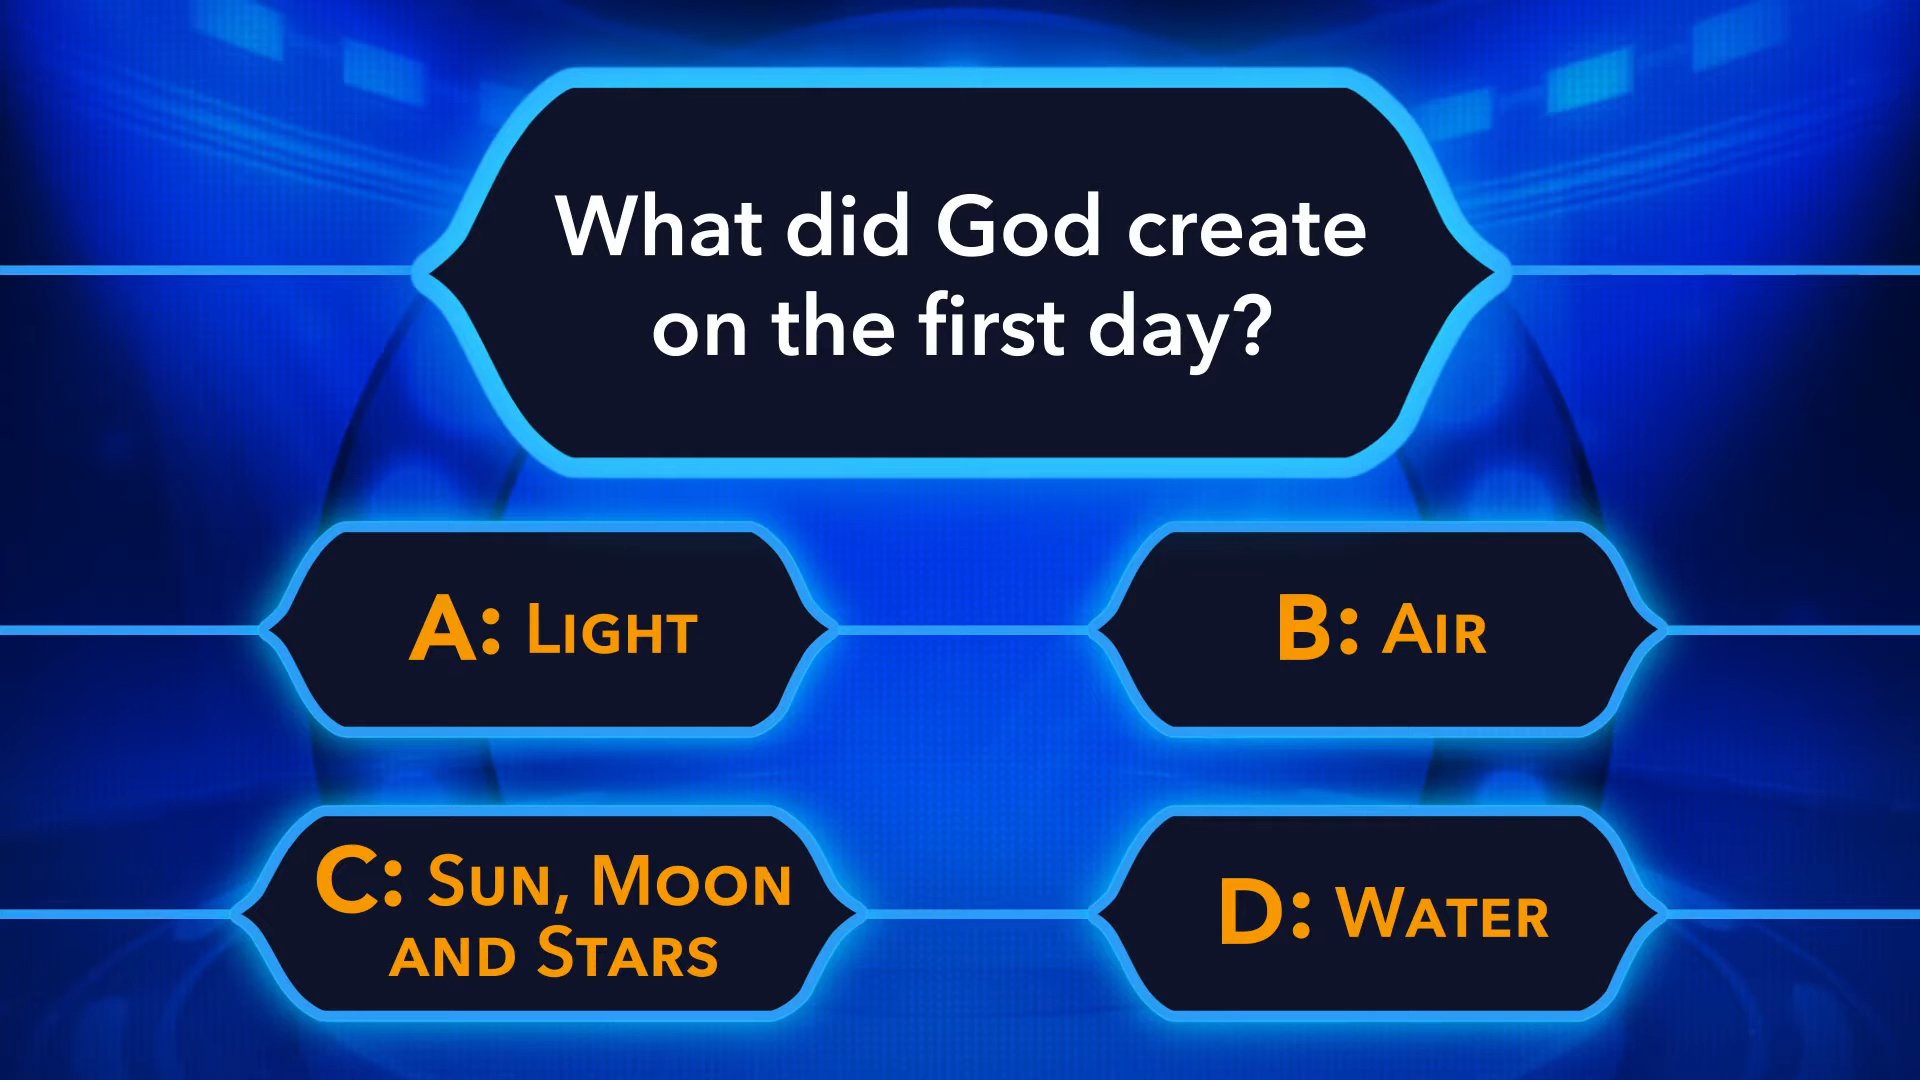 What did God create
on the first day?
A: Light
B: Air
C: Sun, Moon
and Stars
D: Water